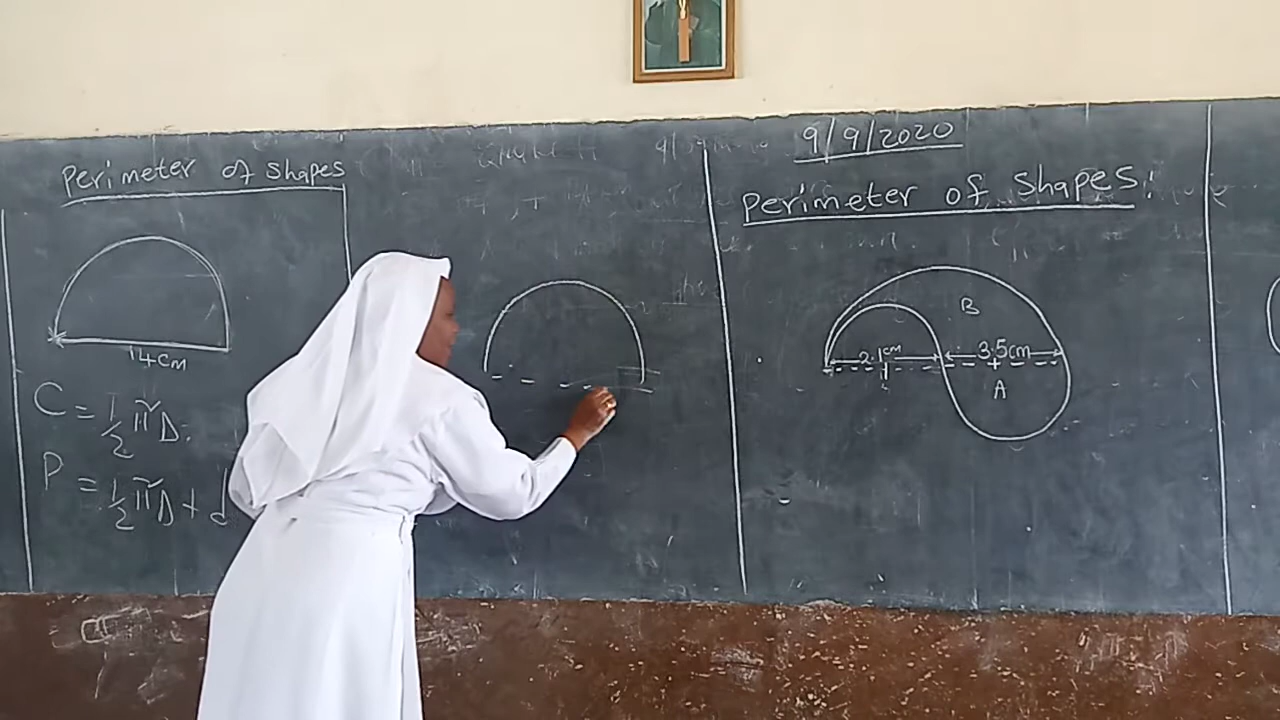 Perimeter of shapes
14cm
C = 1/2 πD.
P = 1/2 πD + d
9/9/2020
Perimeter of shapes:
B
2.1cm 3.5cm
A